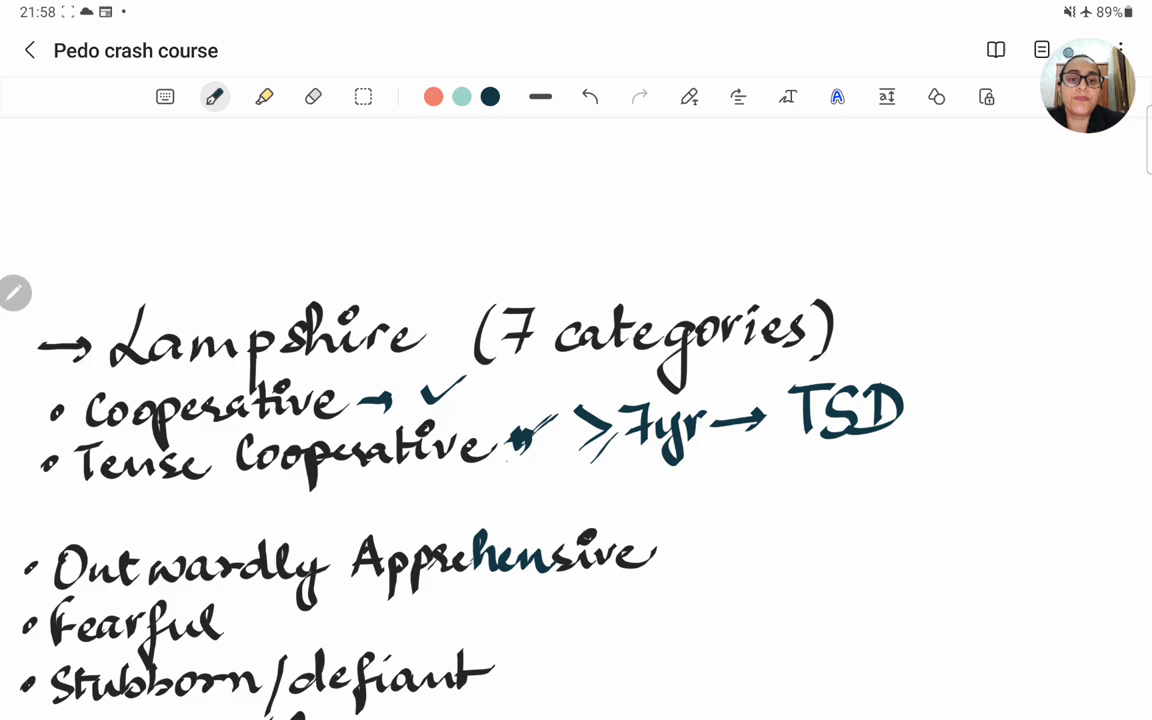 21:58 89%
Pedo crash course
→ Lampshire (7 categories)
• Cooperative → ✓
• Tense Cooperative ≥ 7yr → TSD
• Outwardly Apprehensive
• Fearful
• Stubborn/defiant